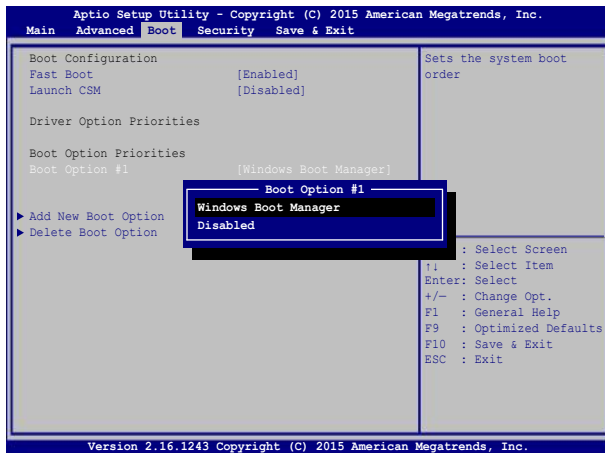 Aptio Setup Utility - Copyright (C) 2015 American Megatrends, Inc.
Main Advanced Boot Security Save & Exit
Boot Configuration
Fast Boot [Enabled]
Launch CSM [Disabled]
Driver Option Priorities
Boot Option Priorities
Boot Option #1 [Windows Boot Manager]
Add New Boot Option
Delete Boot Option
Boot Option #1
Windows Boot Manager
Disabled
Sets the system boot
order
: Select Screen
↑↓ : Select Item
Enter: Select
+/— : Change Opt.
F1 : General Help
F9 : Optimized Defaults
F10 : Save & Exit
ESC : Exit
Version 2.16.1243 Copyright (C) 2015 American Megatrends, Inc.